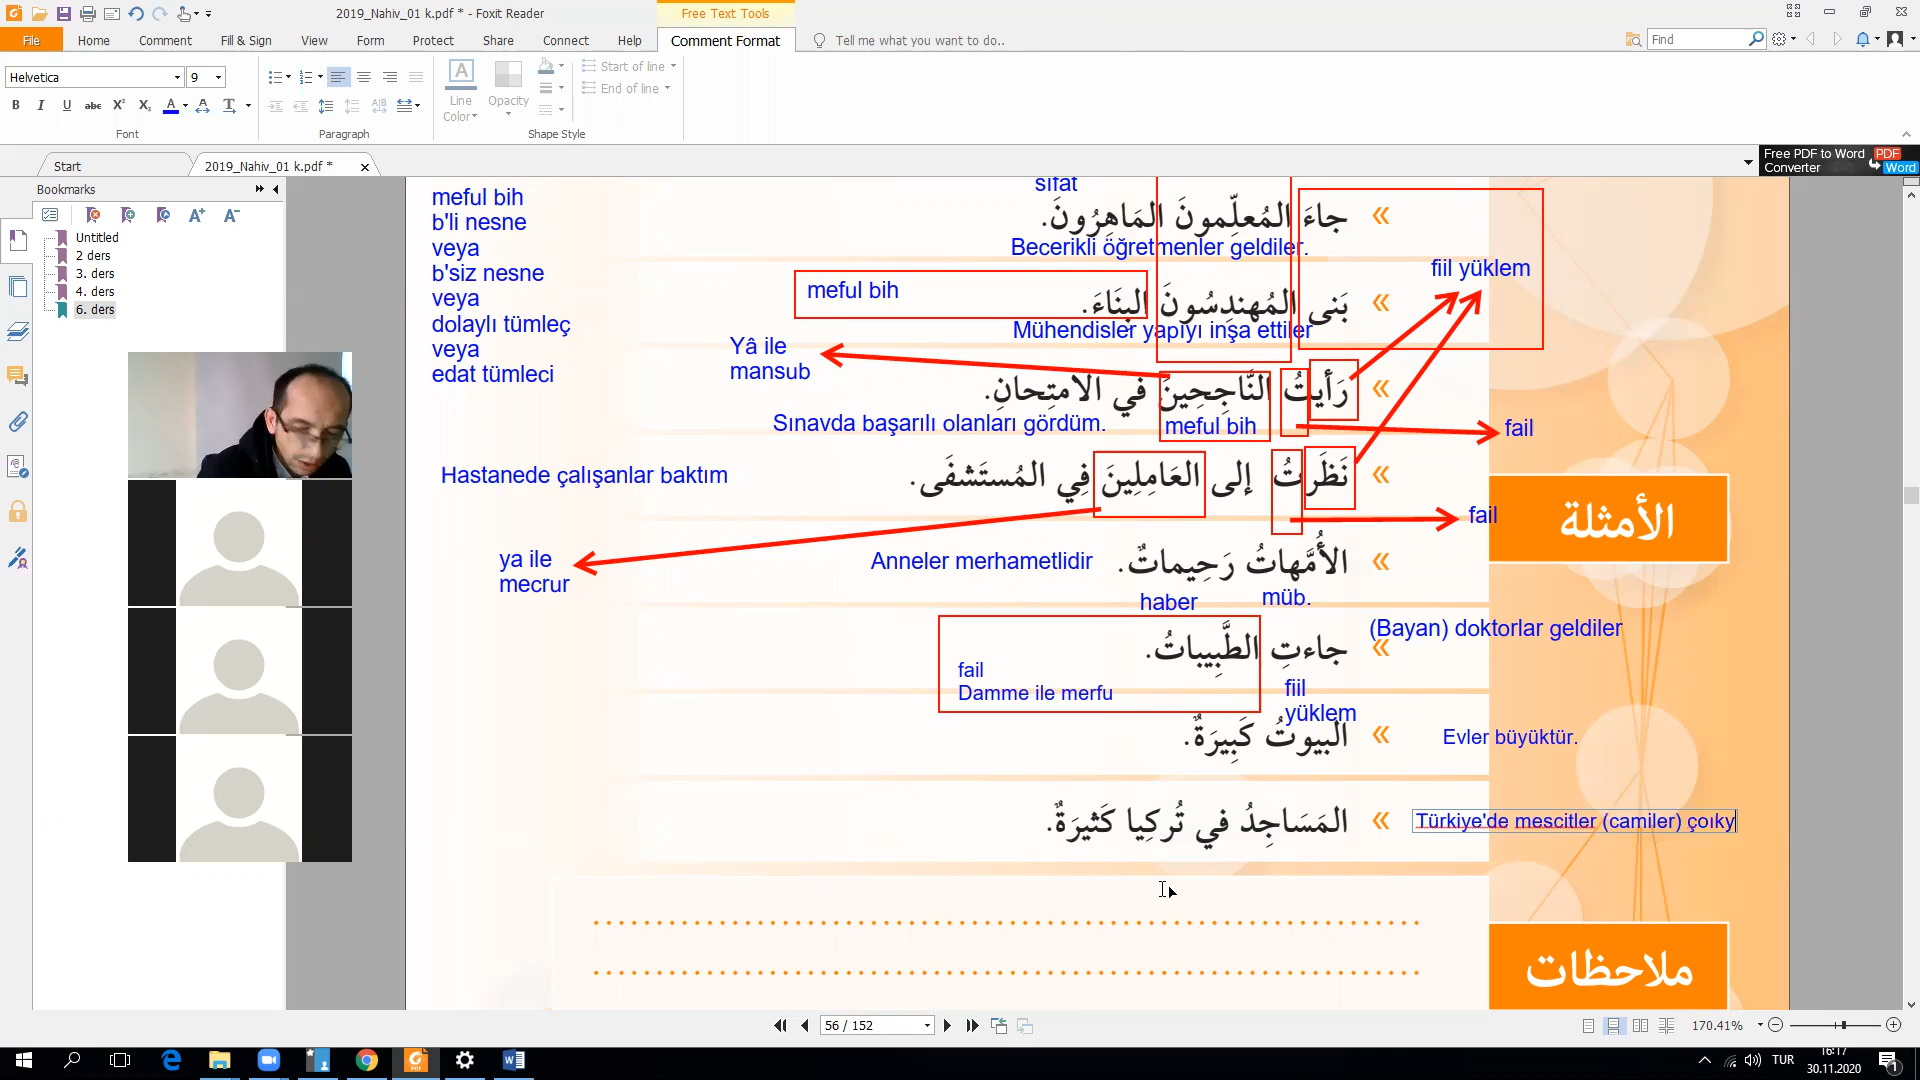 2019_Nahiv_01 k.pdf * - Foxit Reader
Free Text Tools
File
Home
Comment
Fill & Sign
View
Form
Protect
Share
Connect
Help
Comment Format
Tell me what you want to do..
Find
Helvetica
9
Line Color
Opacity
Start of line
End of line
Font
Paragraph
Shape Style
Start
2019_Nahiv_01 k.pdf *
Free PDF to Word Converter
PDF
Word
Bookmarks
Untitled
2 ders
3. ders
4. ders
6. ders
meful bih
b'li nesne
veya
b'siz nesne
veya
dolaylı tümleç
veya
edat tümleci
sıfat
» جاءَ المُعلِّمونَ المَاهِرُونَ.
Becerikli öğretmenler geldiler.
fiil yüklem
meful bih
» بَنى المُهندِسُونَ البِنَاءَ.
Mühendisler yapıyı inşa ettiler
Yâ ile
mansub
» رَأيتُ النَّاجِحِينَ في الامتِحانِ.
Sınavda başarılı olanları gördüm.
meful bih
fail
Hastanede çalışanlar baktım
» نَظَرتُ إلى العَامِلِينَ فِي المُستَشفَى.
fail
الأمثلة
ya ile
mecrur
Anneler merhametlidir
» الأُمَّهاتُ رَحِيماتٌ.
haber
müb.
(Bayan) doktorlar geldiler
» جاءتِ الطَّبِيباتُ.
fail
Damme ile merfu
fiil
yüklem
» البيوتُ كَبِيرَةٌ.
Evler büyüktür.
» المَسَاجِدُ في تُركِيا كَثيرَةٌ.
Türkiye'de mescitler (camiler) çoıky
ملاحظات
56 / 152
170.41%
TUR
16:17
30.11.2020
1